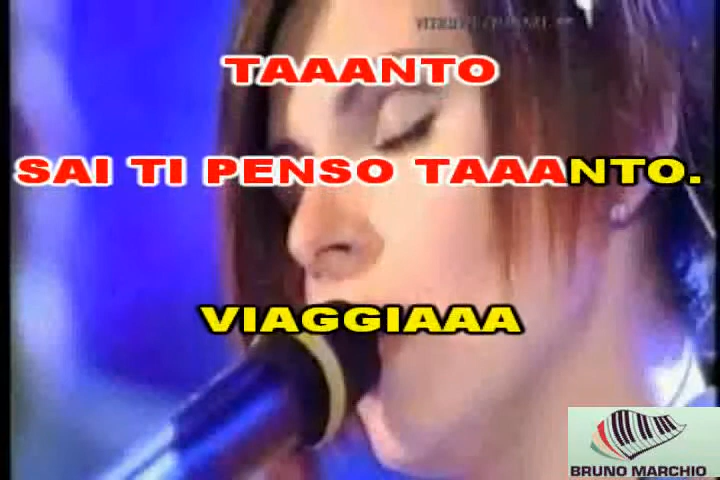 TAAANTO
SAI TI PENSO TAAANTO.
VIAGGIAAA
BRUNO MARCHIO